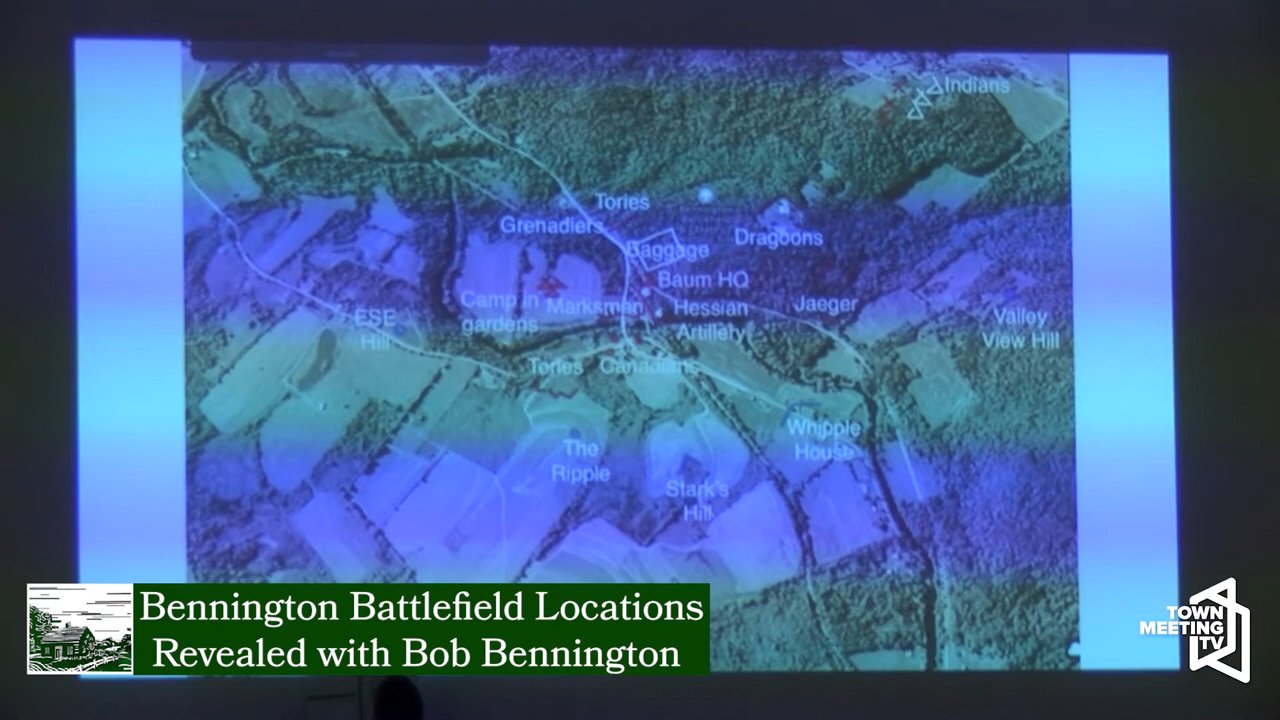 Indians
Tories
Grenadiers
Dragoons
Baggage
Baum HQ
Camp in
gardens
Marksman
Hessian
Artillery
Jaeger
Valley
View Hill
ESE
Hill
Tories
Canadians
Whipple
House
The
Ripple
Stark's
Hill
Bennington Battlefield Locations
Revealed with Bob Bennington
TOWN
MEETING
TV